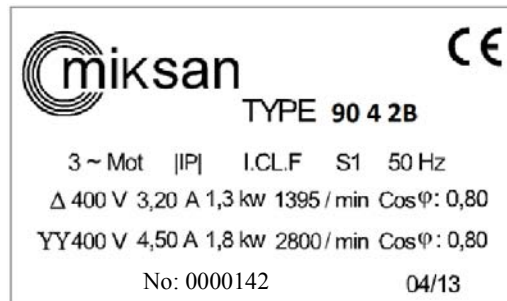 miksan
CE
TYPE 90 4 2B
3 ~ Mot |IP| I.CL.F S1 50 Hz
Δ 400 V 3,20 A 1,3 kw 1395 / min Cosφ: 0,80
YY400 V 4,50 A 1,8 kw 2800 / min Cosφ: 0,80
No: 0000142 04/13